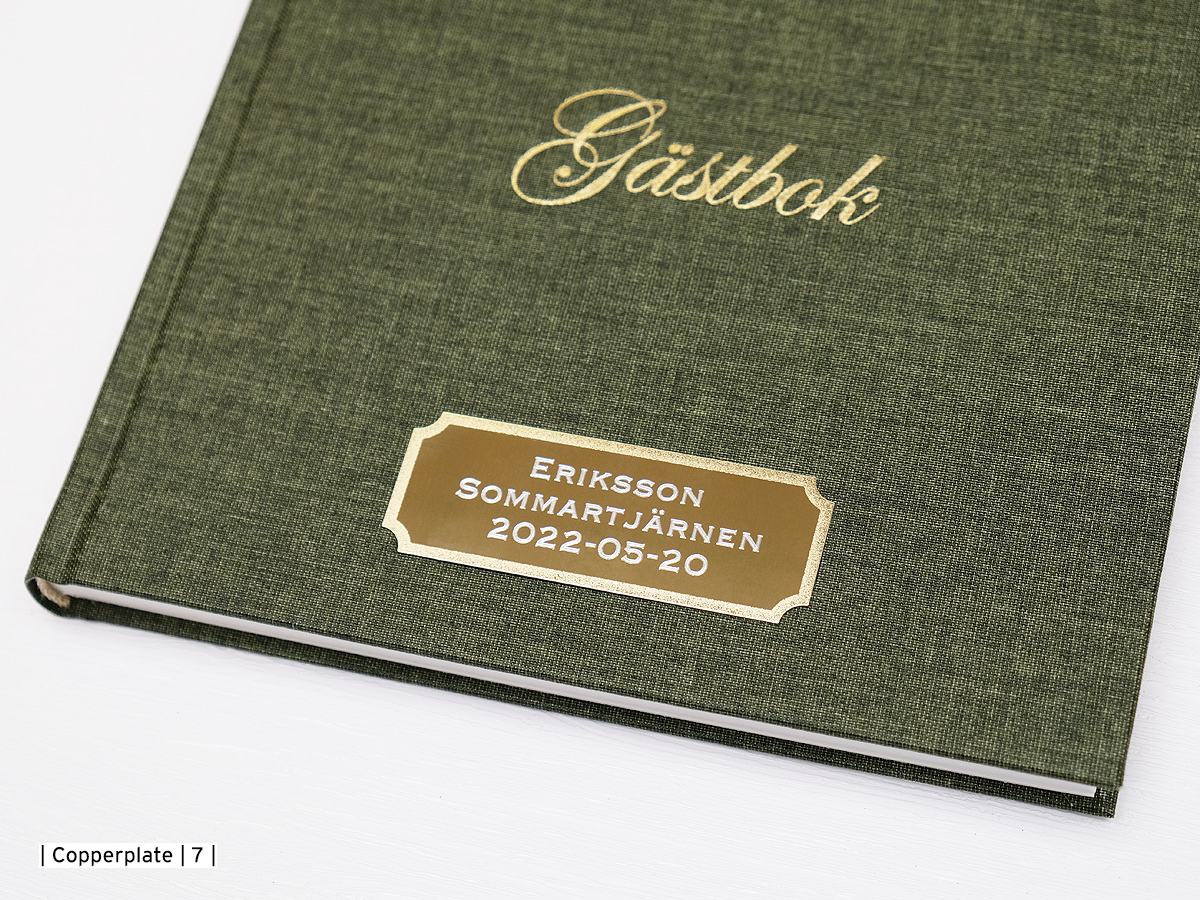 Gästbok
Eriksson
Sommartjärnen
2022-05-20
| Copperplate | 7 |